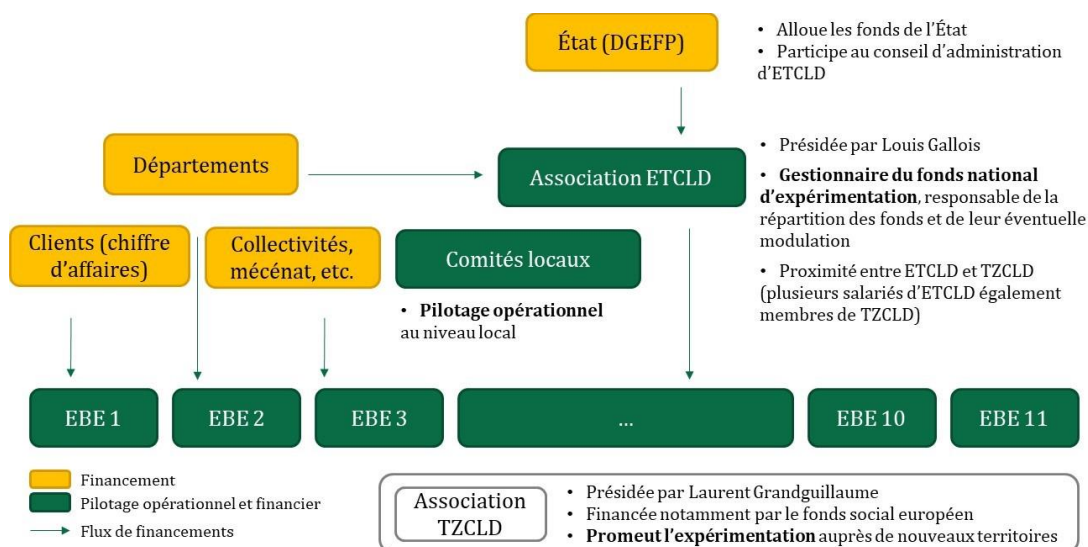 État (DGEFP)
• Alloue les fonds de l’État
• Participe au conseil d’administration
d’ETCLD
Départements
Association ETCLD
• Présidée par Louis Gallois
• Gestionnaire du fonds national
d’expérimentation, responsable de la
répartition des fonds et de leur éventuelle
modulation
• Proximité entre ETCLD et TZCLD
(plusieurs salariés d’ETCLD également
membres de TZCLD)
Clients (chiffre
d’affaires)
Collectivités,
mécénat, etc.
Comités locaux
• Pilotage opérationnel
au niveau local
EBE 1
EBE 2
EBE 3
...
EBE 10
EBE 11
Financement
Pilotage opérationnel et financier
Flux de financements
Association
TZCLD
• Présidée par Laurent Grandguillaume
• Financée notamment par le fonds social européen
• Promeut l’expérimentation auprès de nouveaux territoires